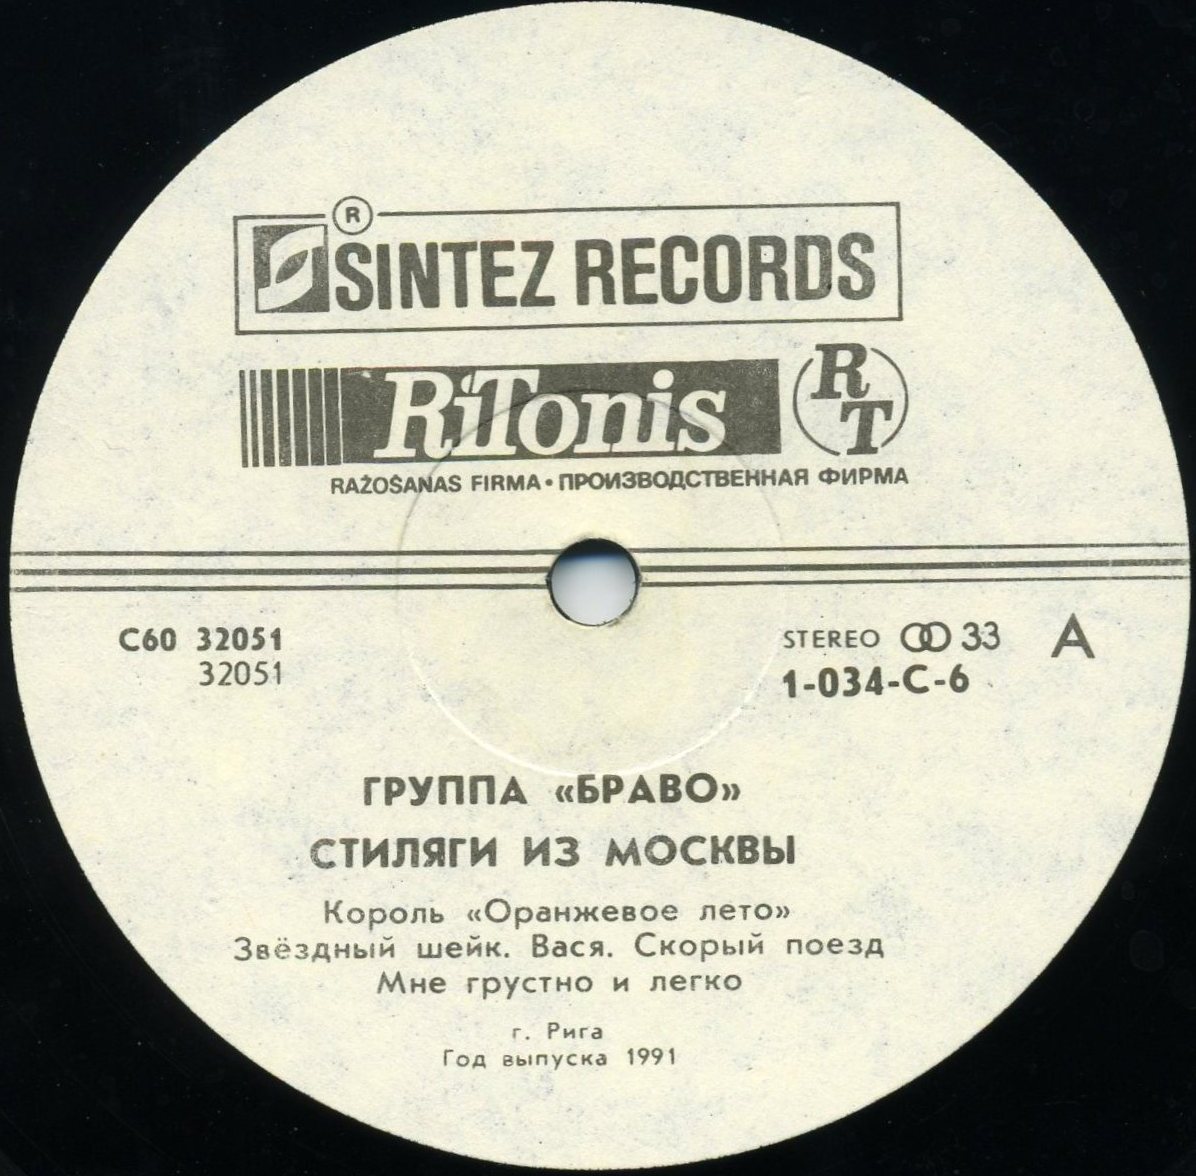 ®
SINTEZ RECORDS
RiTonis RT
RAŽOŠANAS FIRMA • ПРОИЗВОДСТВЕННАЯ ФИРМА
С60 32051 STEREO 33 A
32051 1-034-С-6
ГРУППА «БРАВО»
СТИЛЯГИ ИЗ МОСКВЫ
Король «Оранжевое лето»
Звёздный шейк. Вася. Скорый поезд
Мне грустно и легко
г. Рига
Год выпуска 1991